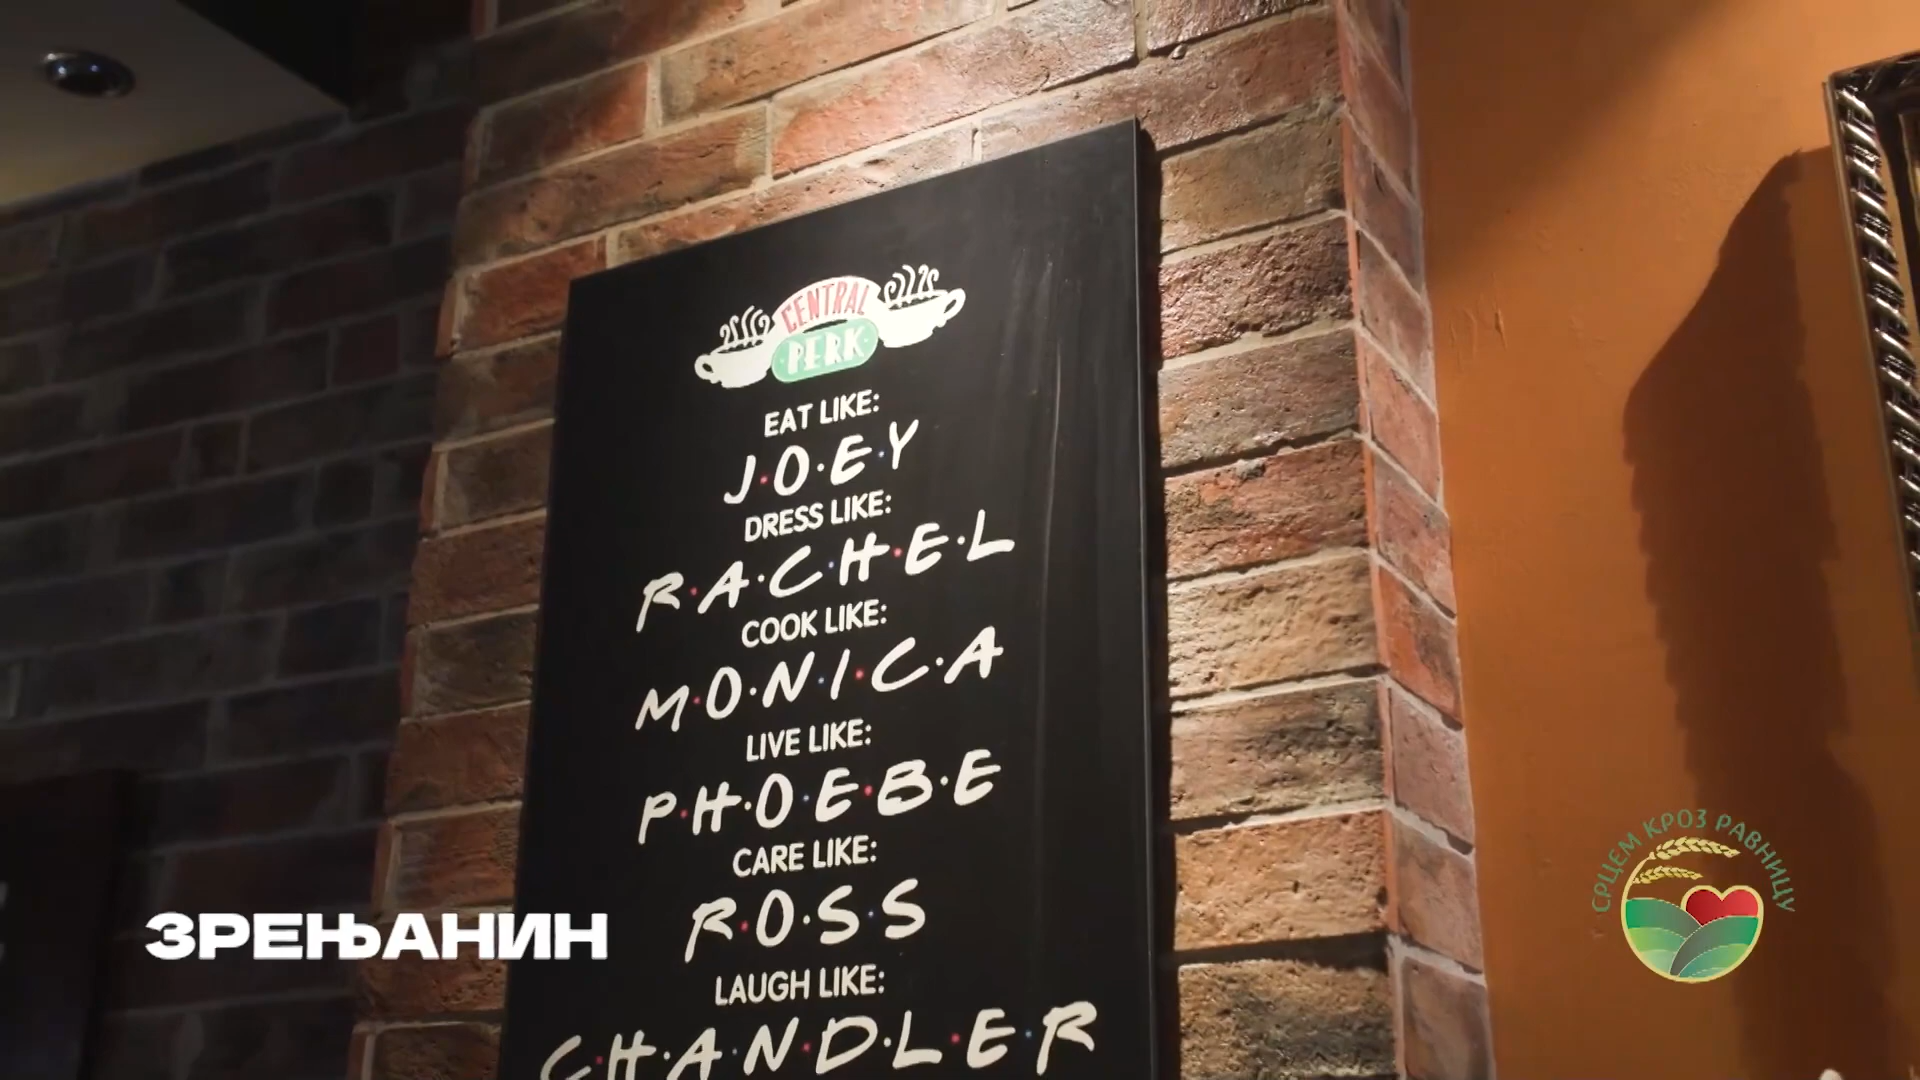 CENTRAL
PERK
EAT LIKE:
J·O·E·Y
DRESS LIKE:
R·A·C·H·E·L
COOK LIKE:
M·O·N·I·C·A
LIVE LIKE:
P·H·O·E·B·E
CARE LIKE:
R·O·S·S
LAUGH LIKE:
C·H·A·N·D·L·E·R
ЗРЕЊАНИН
СРЦЕМ КРОЗ РАВНИЦУ